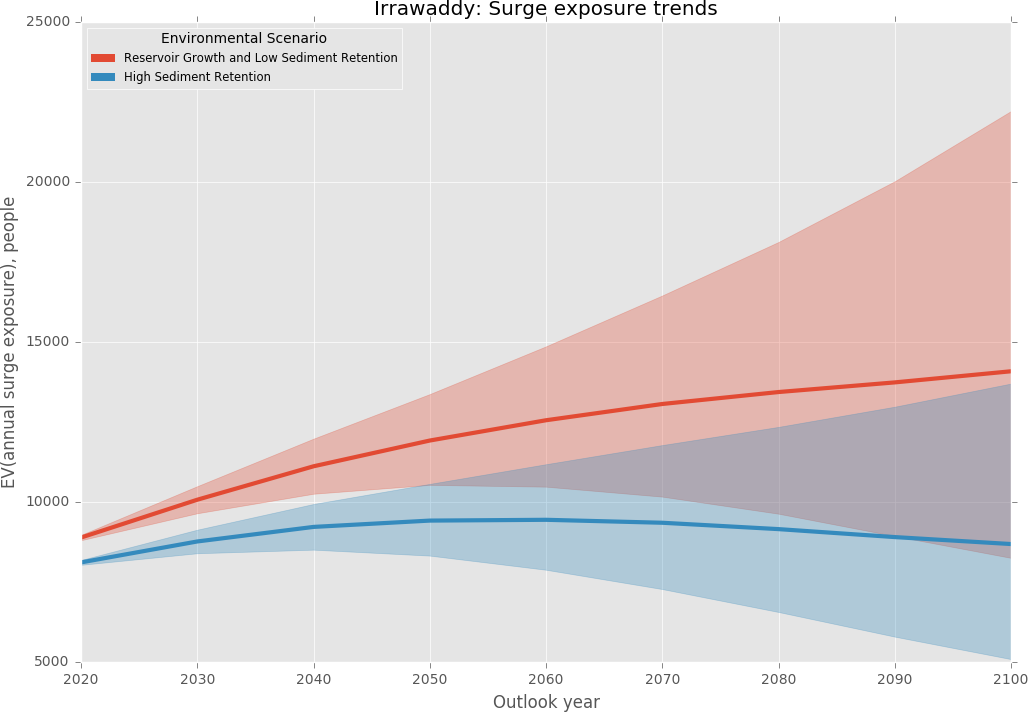 Irrawaddy: Surge exposure trends
25000
Environmental Scenario
Reservoir Growth and Low Sediment Retention
High Sediment Retention
20000
15000
10000
5000
EV(annual surge exposure), people
2020 2030 2040 2050 2060 2070 2080 2090 2100
Outlook year